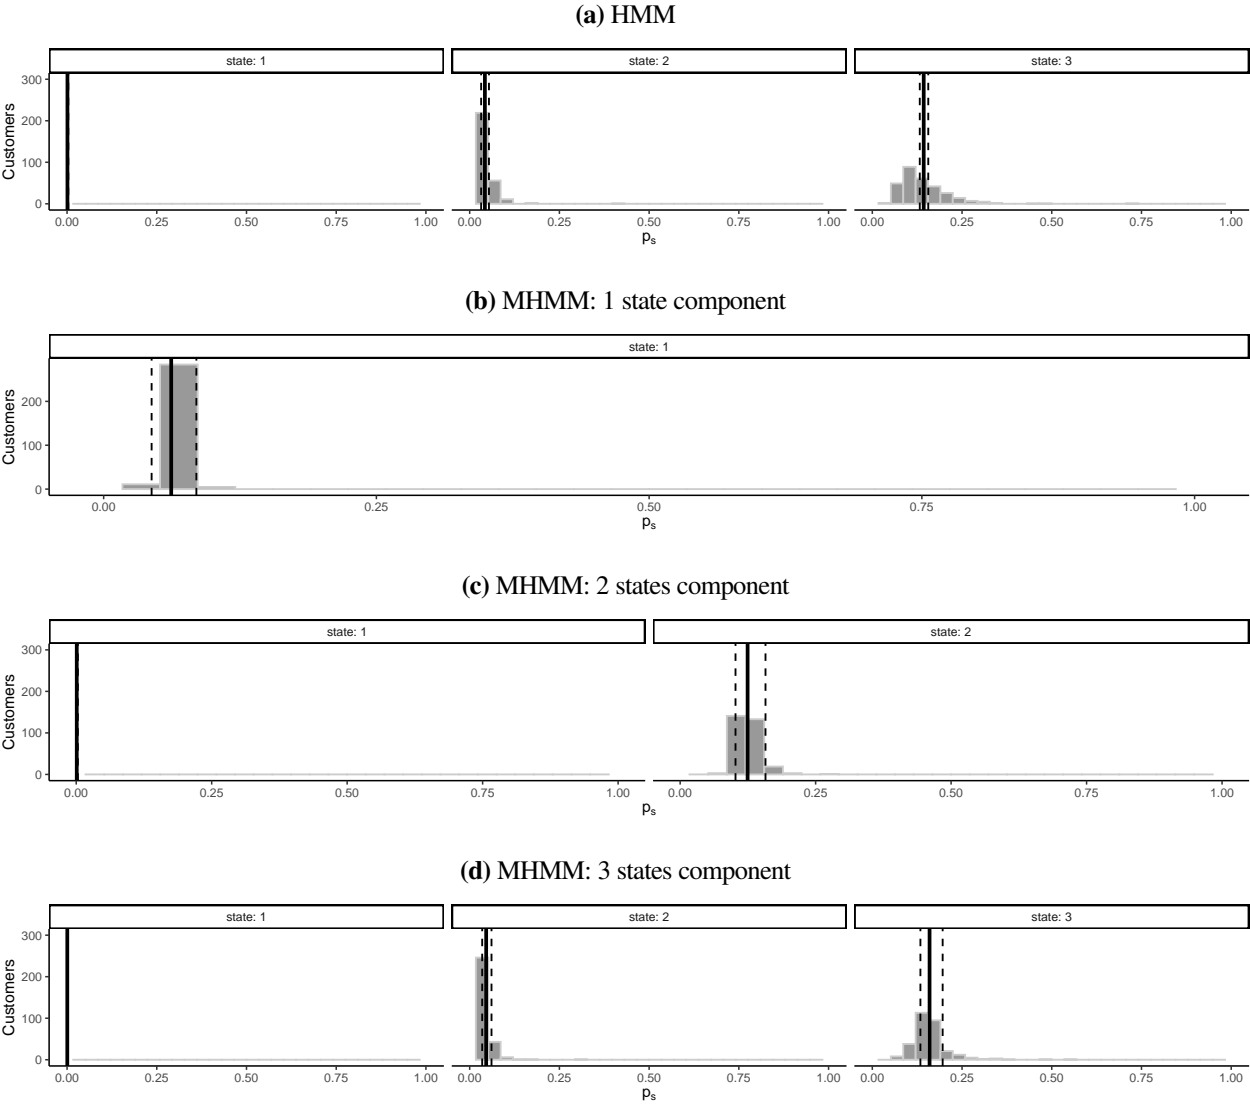 (a) HMM
state: 1 state: 2 state: 3
Customers
300
200
100
0
0.00 0.25 0.50 0.75 1.00 0.00 0.25 0.50 0.75 1.00 0.00 0.25 0.50 0.75 1.00
ps
(b) MHMM: 1 state component
state: 1
Customers
200
100
0
0.00 0.25 0.50 0.75 1.00
ps
(c) MHMM: 2 states component
state: 1 state: 2
Customers
300
200
100
0
0.00 0.25 0.50 0.75 1.00 0.00 0.25 0.50 0.75 1.00
ps
(d) MHMM: 3 states component
state: 1 state: 2 state: 3
Customers
300
200
100
0
0.00 0.25 0.50 0.75 1.00 0.00 0.25 0.50 0.75 1.00 0.00 0.25 0.50 0.75 1.00
ps